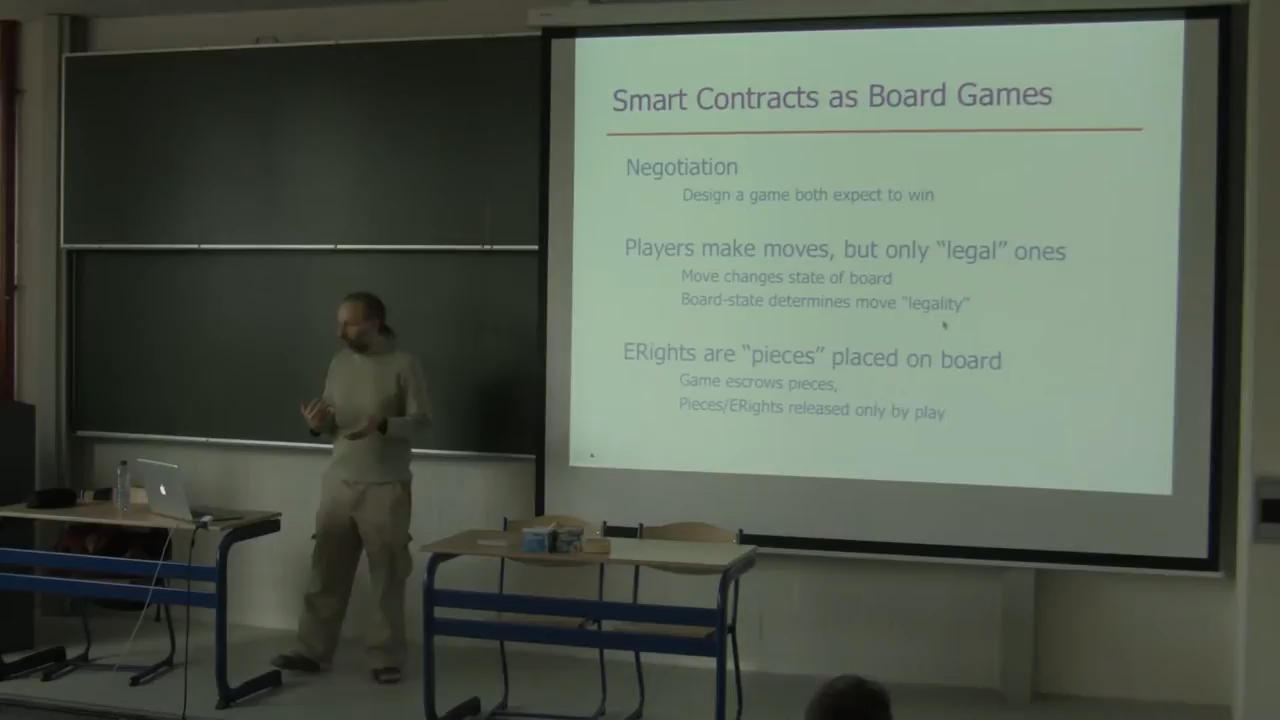 Smart Contracts as Board Games
Negotiation
Design a game both expect to win
Players make moves, but only “legal” ones
Move changes state of board
Board-state determines move “legality”
ERights are “pieces” placed on board
Game escrows pieces,
Pieces/ERights released only by play